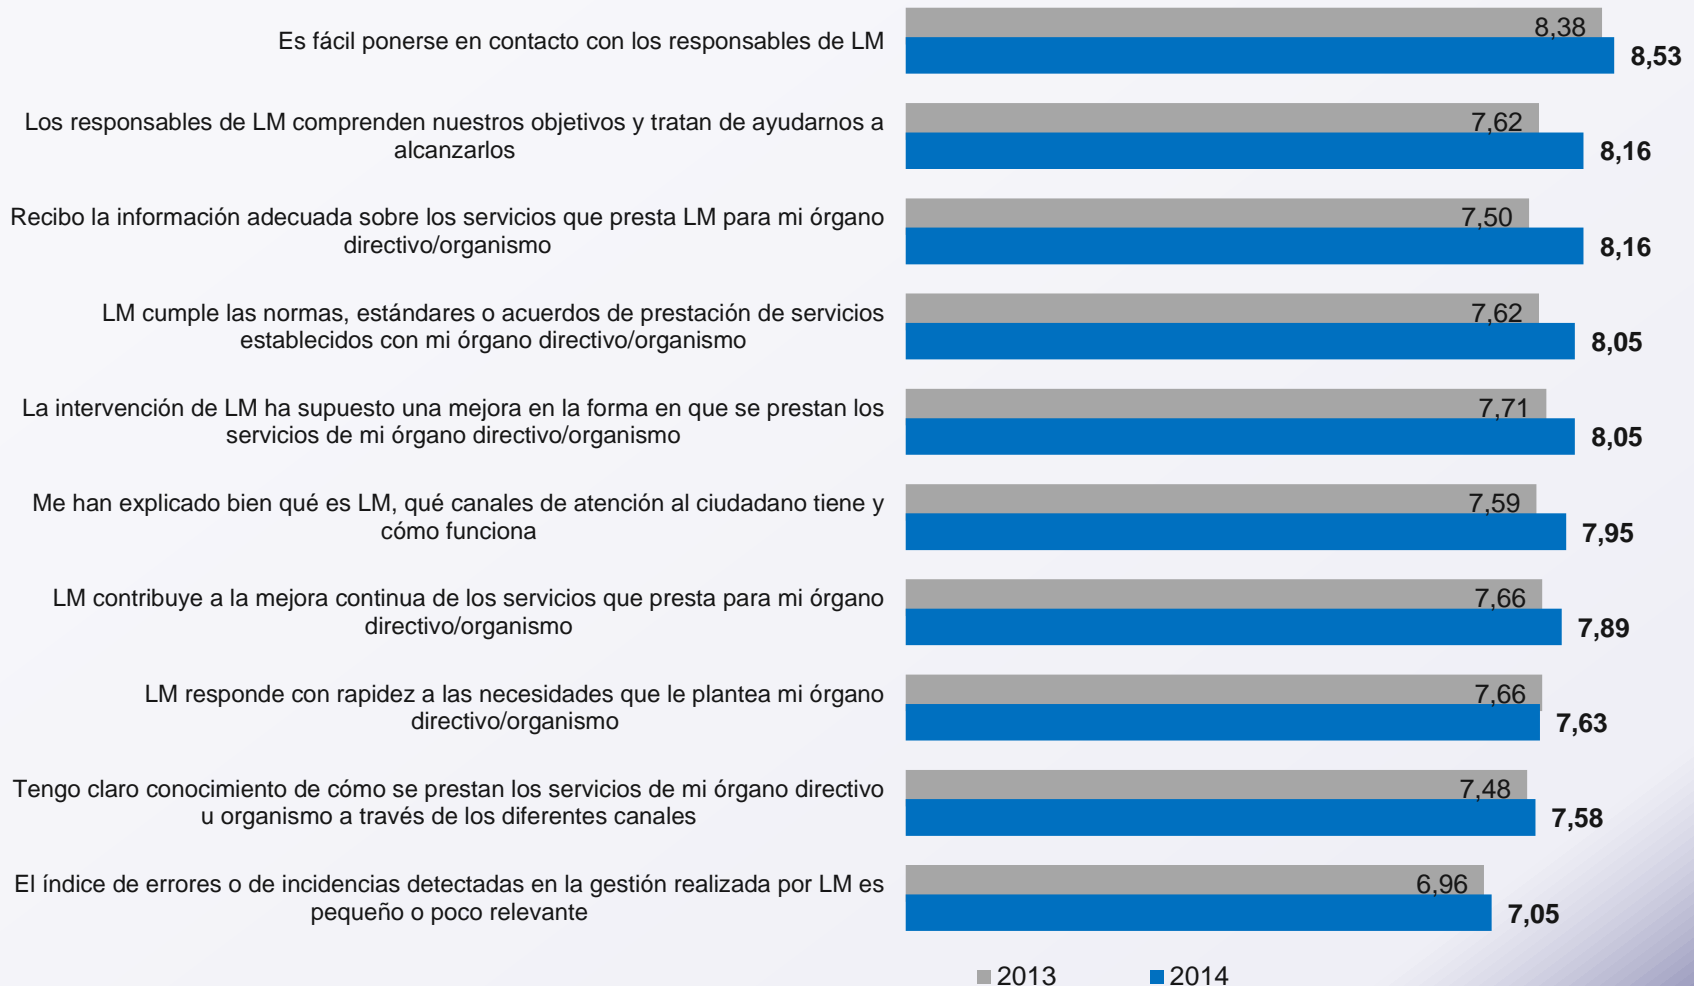 Es fácil ponerse en contacto con los responsables de LM
8,38
8,53
Los responsables de LM comprenden nuestros objetivos y tratan de ayudarnos a
alcanzarlos
7,62
8,16
Recibo la información adecuada sobre los servicios que presta LM para mi órgano
directivo/organismo
7,50
8,16
LM cumple las normas, estándares o acuerdos de prestación de servicios
establecidos con mi órgano directivo/organismo
7,62
8,05
La intervención de LM ha supuesto una mejora en la forma en que se prestan los
servicios de mi órgano directivo/organismo
7,71
8,05
Me han explicado bien qué es LM, qué canales de atención al ciudadano tiene y
cómo funciona
7,59
7,95
LM contribuye a la mejora continua de los servicios que presta para mi órgano
directivo/organismo
7,66
7,89
LM responde con rapidez a las necesidades que le plantea mi órgano
directivo/organismo
7,66
7,63
Tengo claro conocimiento de cómo se prestan los servicios de mi órgano directivo
u organismo a través de los diferentes canales
7,48
7,58
El índice de errores o de incidencias detectadas en la gestión realizada por LM es
pequeño o poco relevante
6,96
7,05
2013 2014